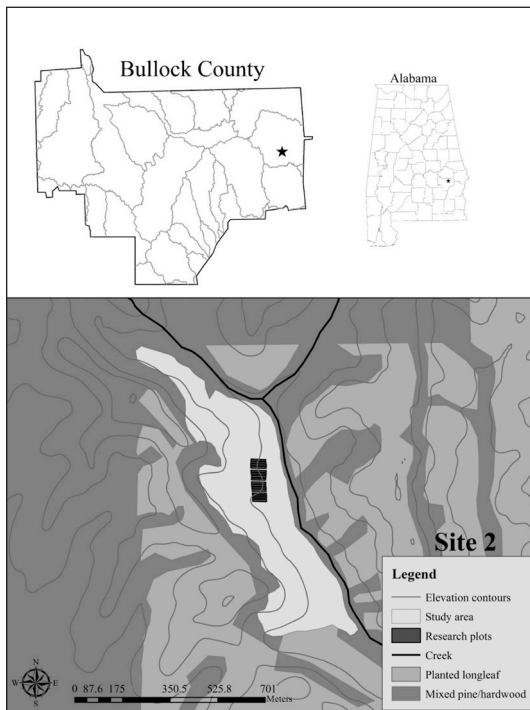 Bullock County
Alabama
Site 2
Legend
Elevation contours
Study area
Research plots
Creek
Planted longleaf
Mixed pine/hardwood
N
W E
S
0 87.6 175 350.5 525.8 701
Meters